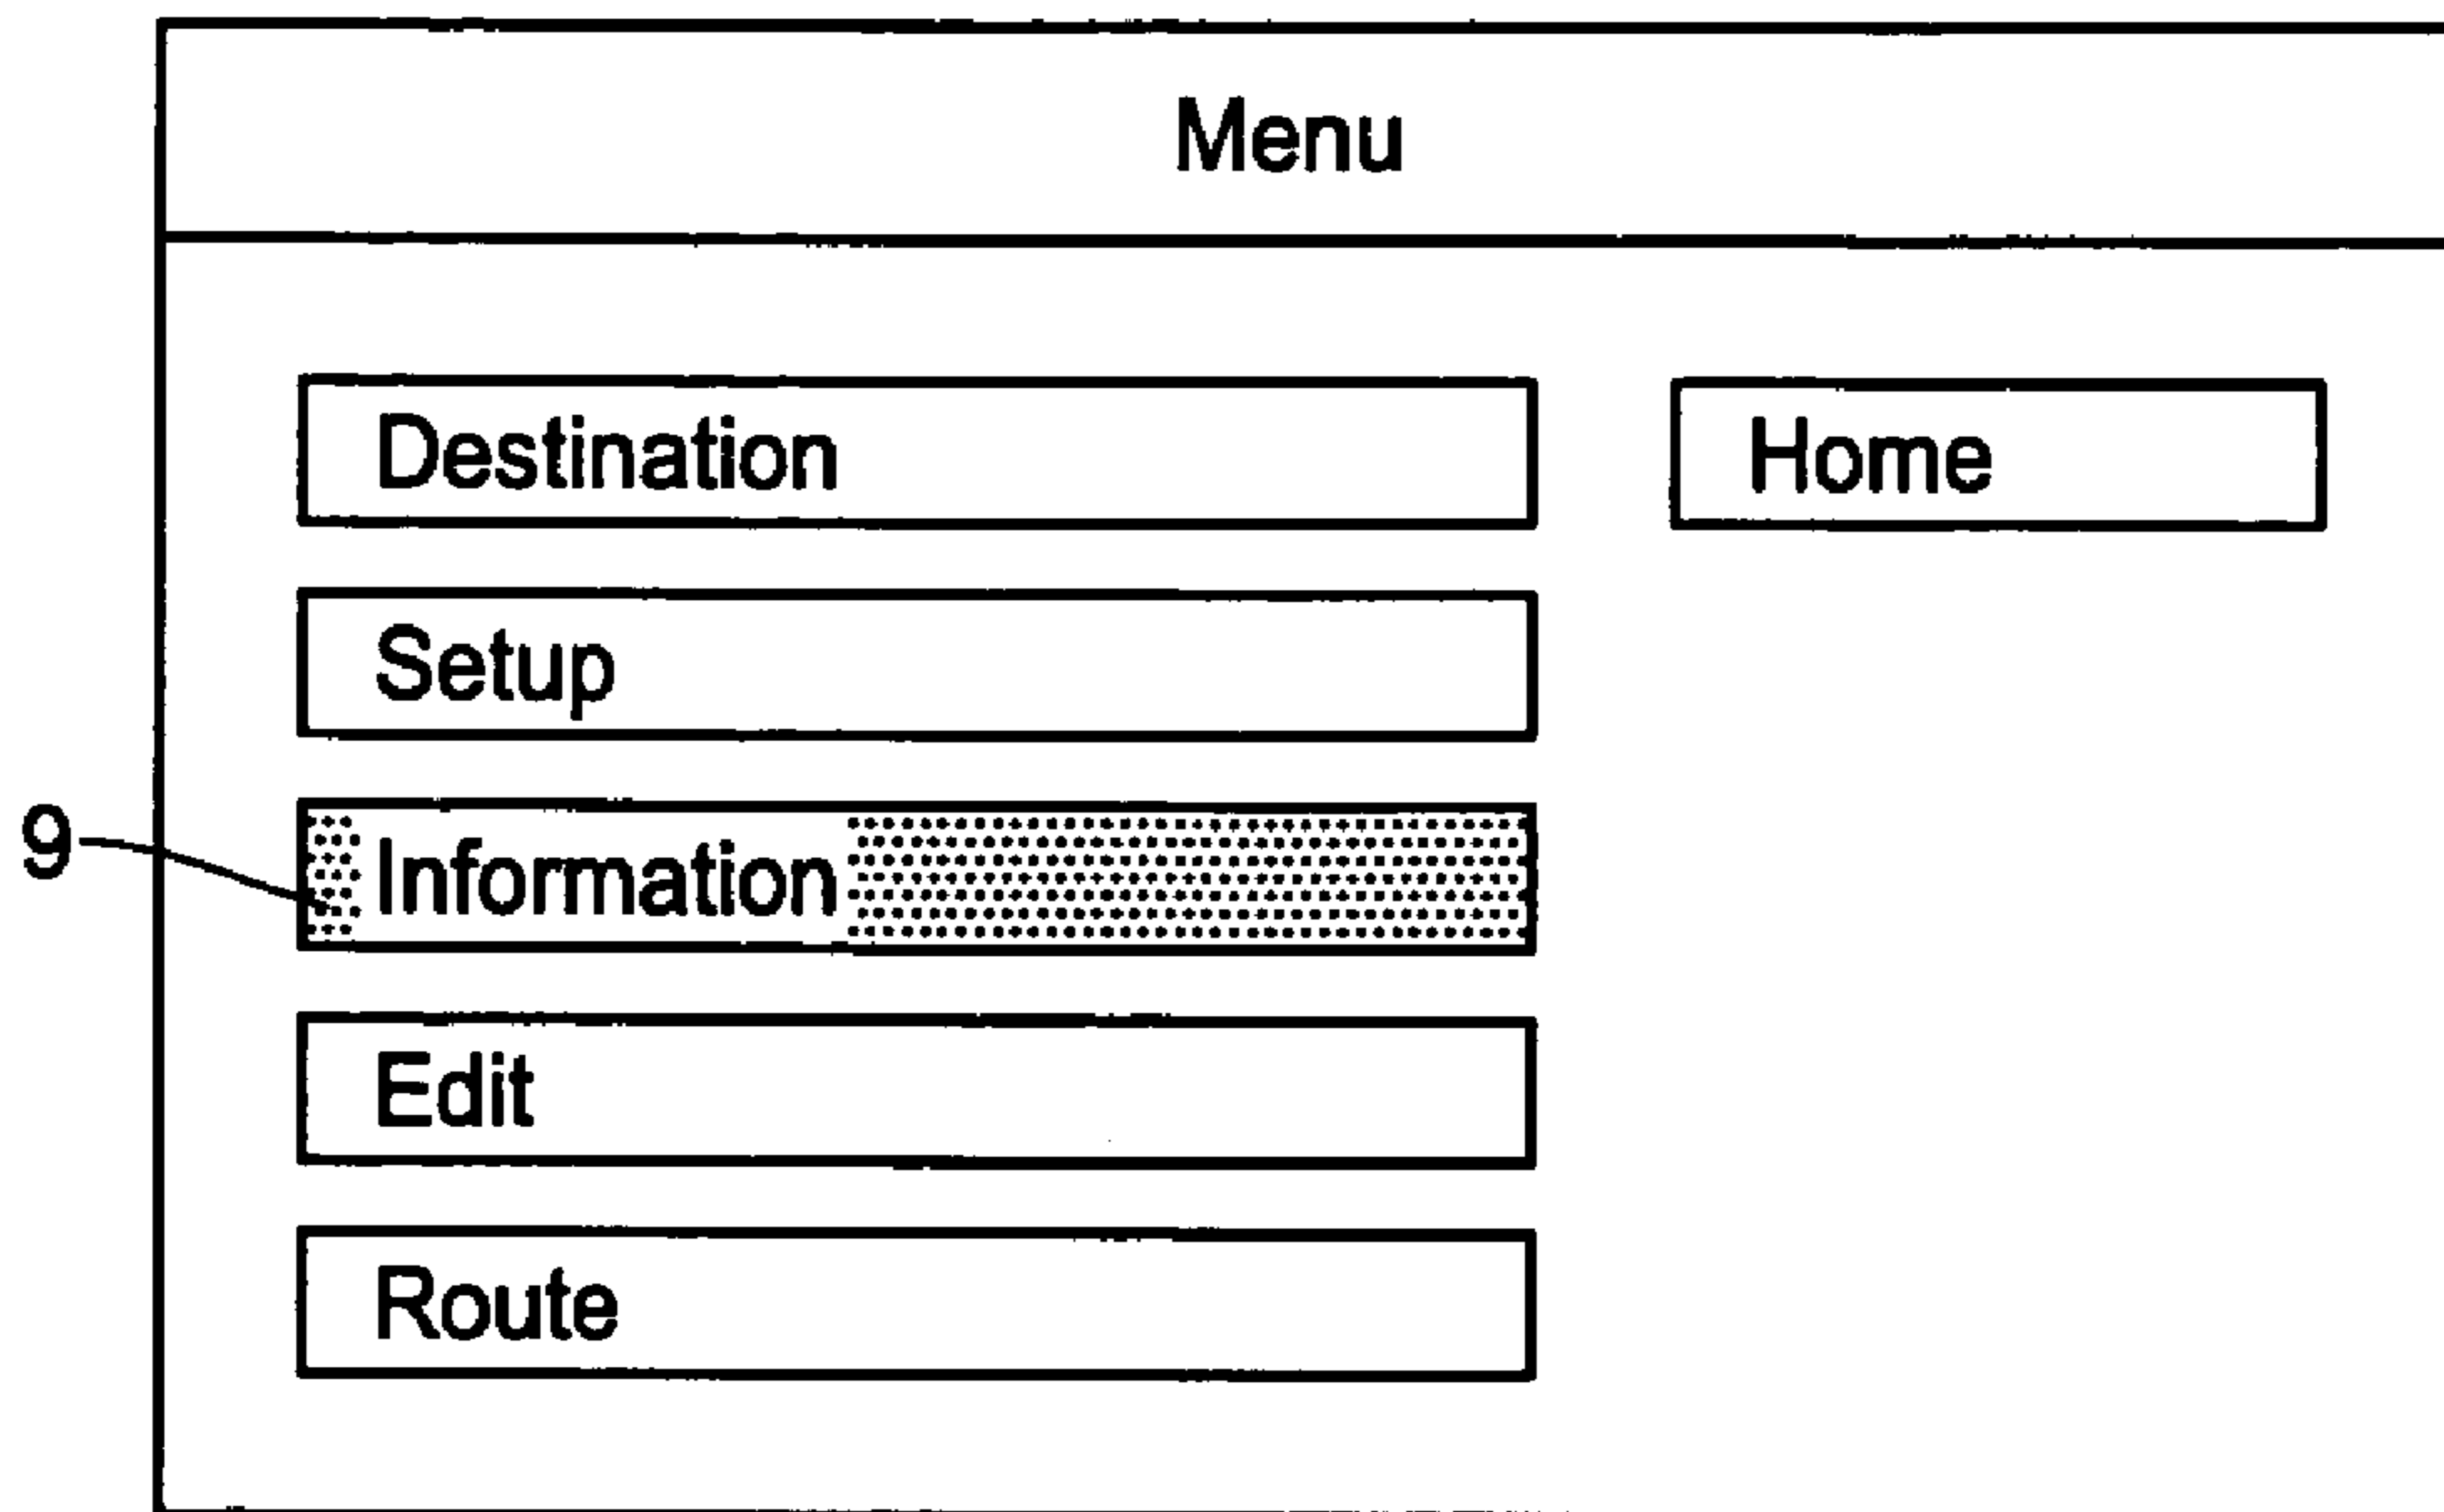 Menu
Destination
Home
Setup
9
Information
Edit
Route